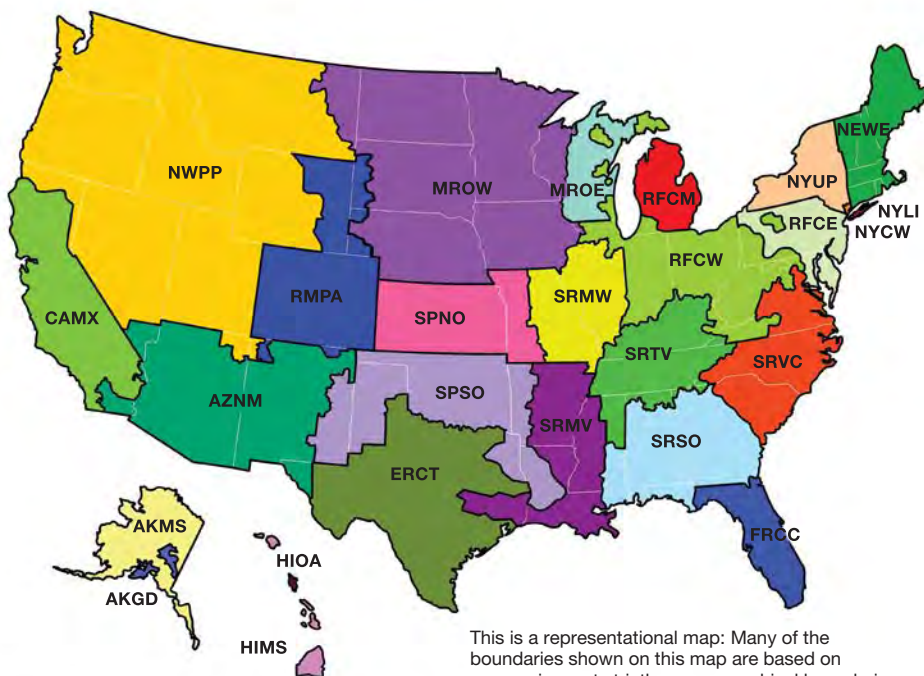 NEWE
NWPP
NYUP
MROW
MROE
RFCM
NYLI
RFCE
NYCW
RFCW
RMPA
SRMW
CAMX
SPNO
SRTV
SRVC
SPSO
AZNM
SRMV
SRSO
ERCT
AKMS
FRCC
HIOA
AKGD
This is a representational map: Many of the
HIMS
boundaries shown on this map are based on